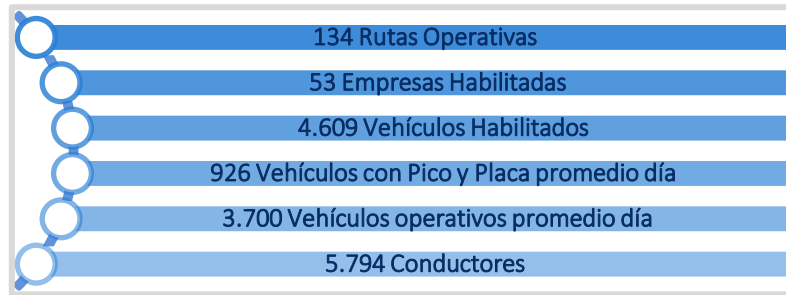 134 Rutas Operativas
53 Empresas Habilitadas
4.609 Vehículos Habilitados
926 Vehículos con Pico y Placa promedio día
3.700 Vehículos operativos promedio día
5.794 Conductores